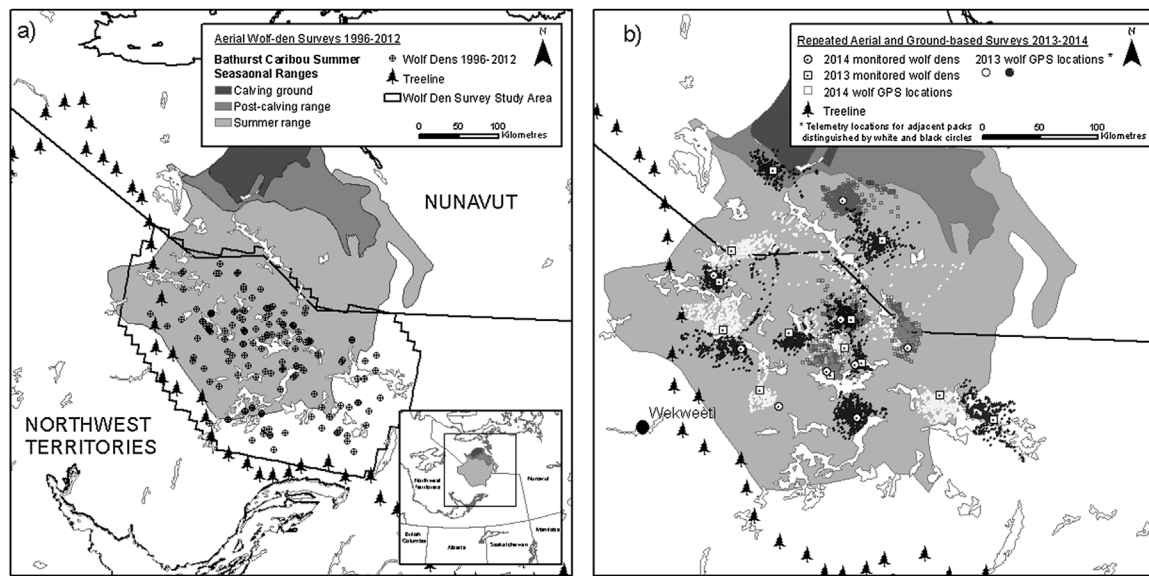 a)
Aerial Wolf-den Surveys 1996-2012
N
Bathurst Caribou Summer
Seasaonal Ranges
Calving ground
Post-calving range
Summer range
Wolf Dens 1996-2012
Treeline
Wolf Den Survey Study Area
0 50 100
Kilometres
NUNAVUT
NORTHWEST
TERRITORIES
Northwest
Territories
Nunavut
British
Columbia
Alberta
Saskatchewan
Manitoba
b)
Repeated Aerial and Ground-based Surveys 2013-2014
N
2014 monitored wolf dens
2013 monitored wolf dens
2014 wolf GPS locations
Treeline
2013 wolf GPS locations *
* Telemetry locations for adjacent packs
distinguished by white and black circles
0 50 100
Kilometres
Wekweeti